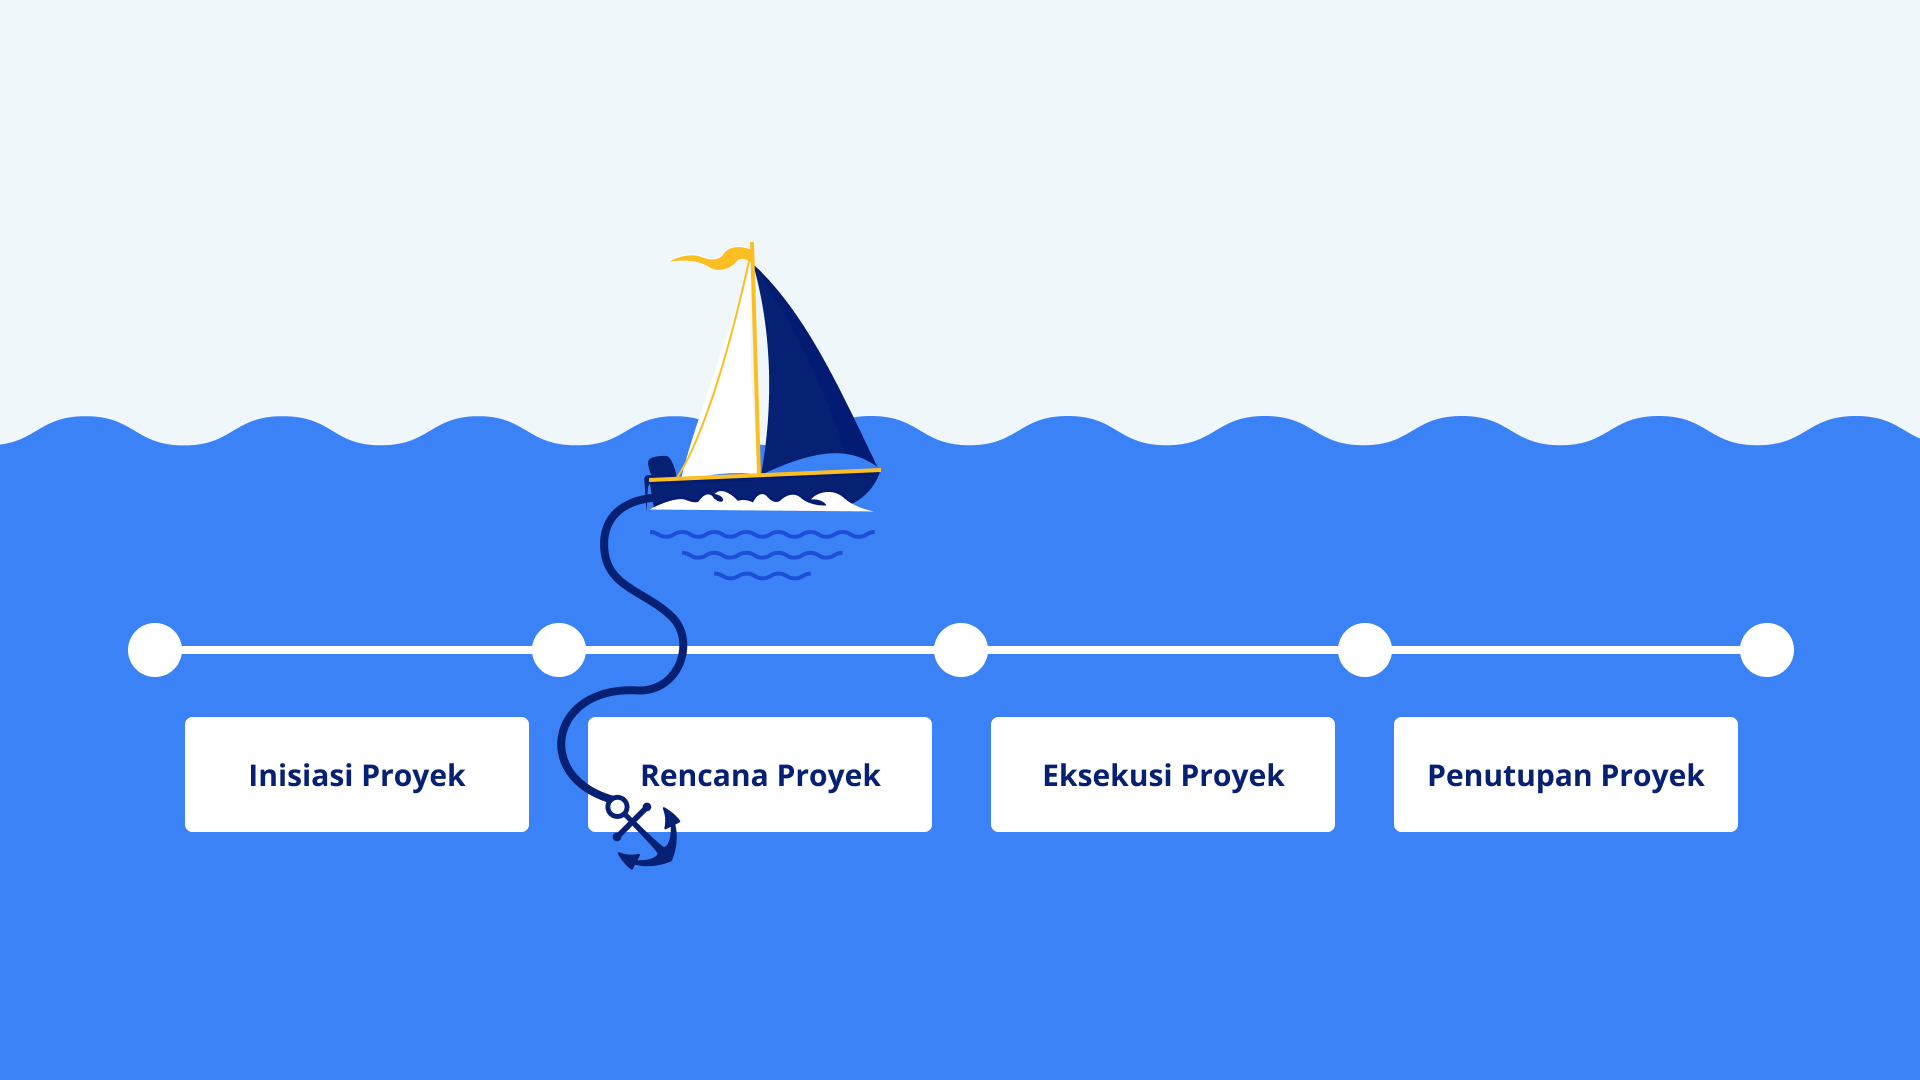 Inisiasi Proyek
Rencana Proyek
Eksekusi Proyek
Penutupan Proyek